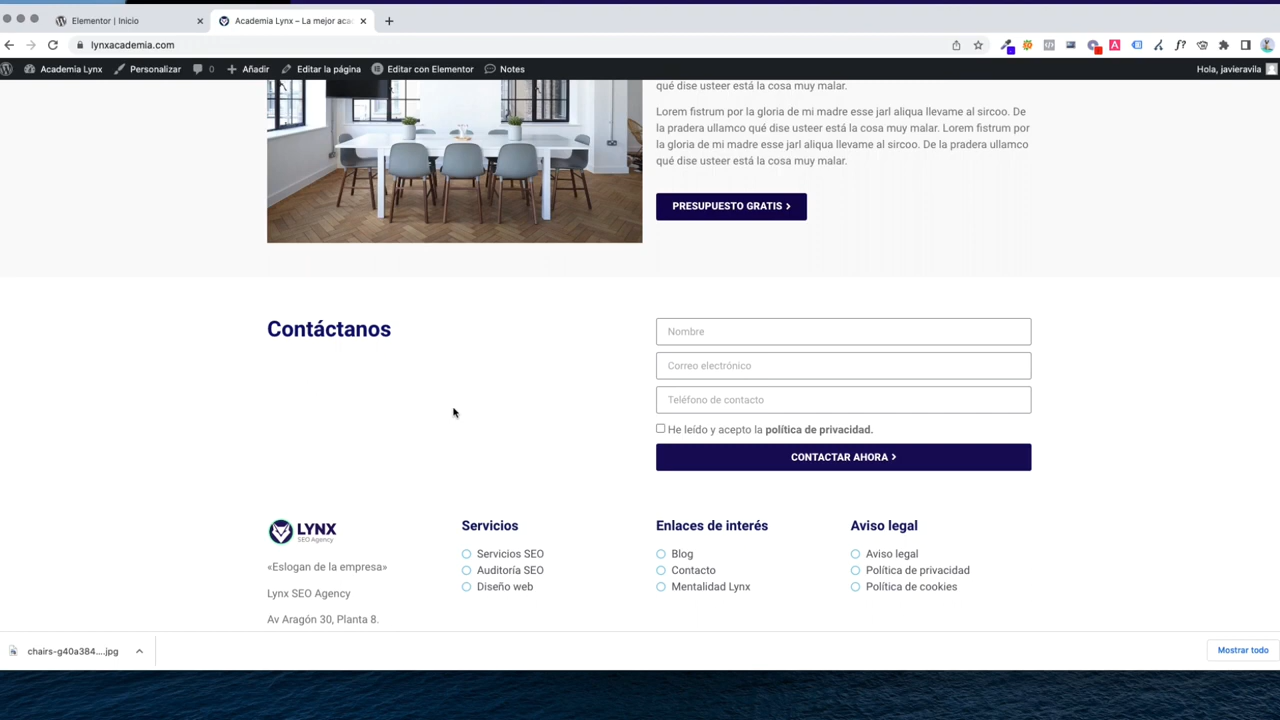 Elementor | Inicio
Academia Lynx – La mejor aca
lynxacademia.com
Academia Lynx
Personalizar
0
Añadir
Editar la página
Editar con Elementor
Notes
Hola, javieravila
qué dise usteer está la cosa muy malar.
Lorem fistrum por la gloria de mi madre esse jarl aliqua llevame al sircoo. De
la pradera ullamco qué dise usteer está la cosa muy malar. Lorem fistrum por
la gloria de mi madre esse jarl aliqua llevame al sircoo. De la pradera ullamco
qué dise usteer está la cosa muy malar.
PRESUPUESTO GRATIS
Contáctanos
Nombre
Correo electrónico
Teléfono de contacto
He leído y acepto la política de privacidad.
CONTACTAR AHORA
LYNX
SEO Agency
«Eslogan de la empresa»
Lynx SEO Agency
Av Aragón 30, Planta 8.
Servicios
Servicios SEO
Auditoría SEO
Diseño web
Enlaces de interés
Blog
Contacto
Mentalidad Lynx
Aviso legal
Aviso legal
Política de privacidad
Política de cookies
chairs-g40a384....jpg
Mostrar todo